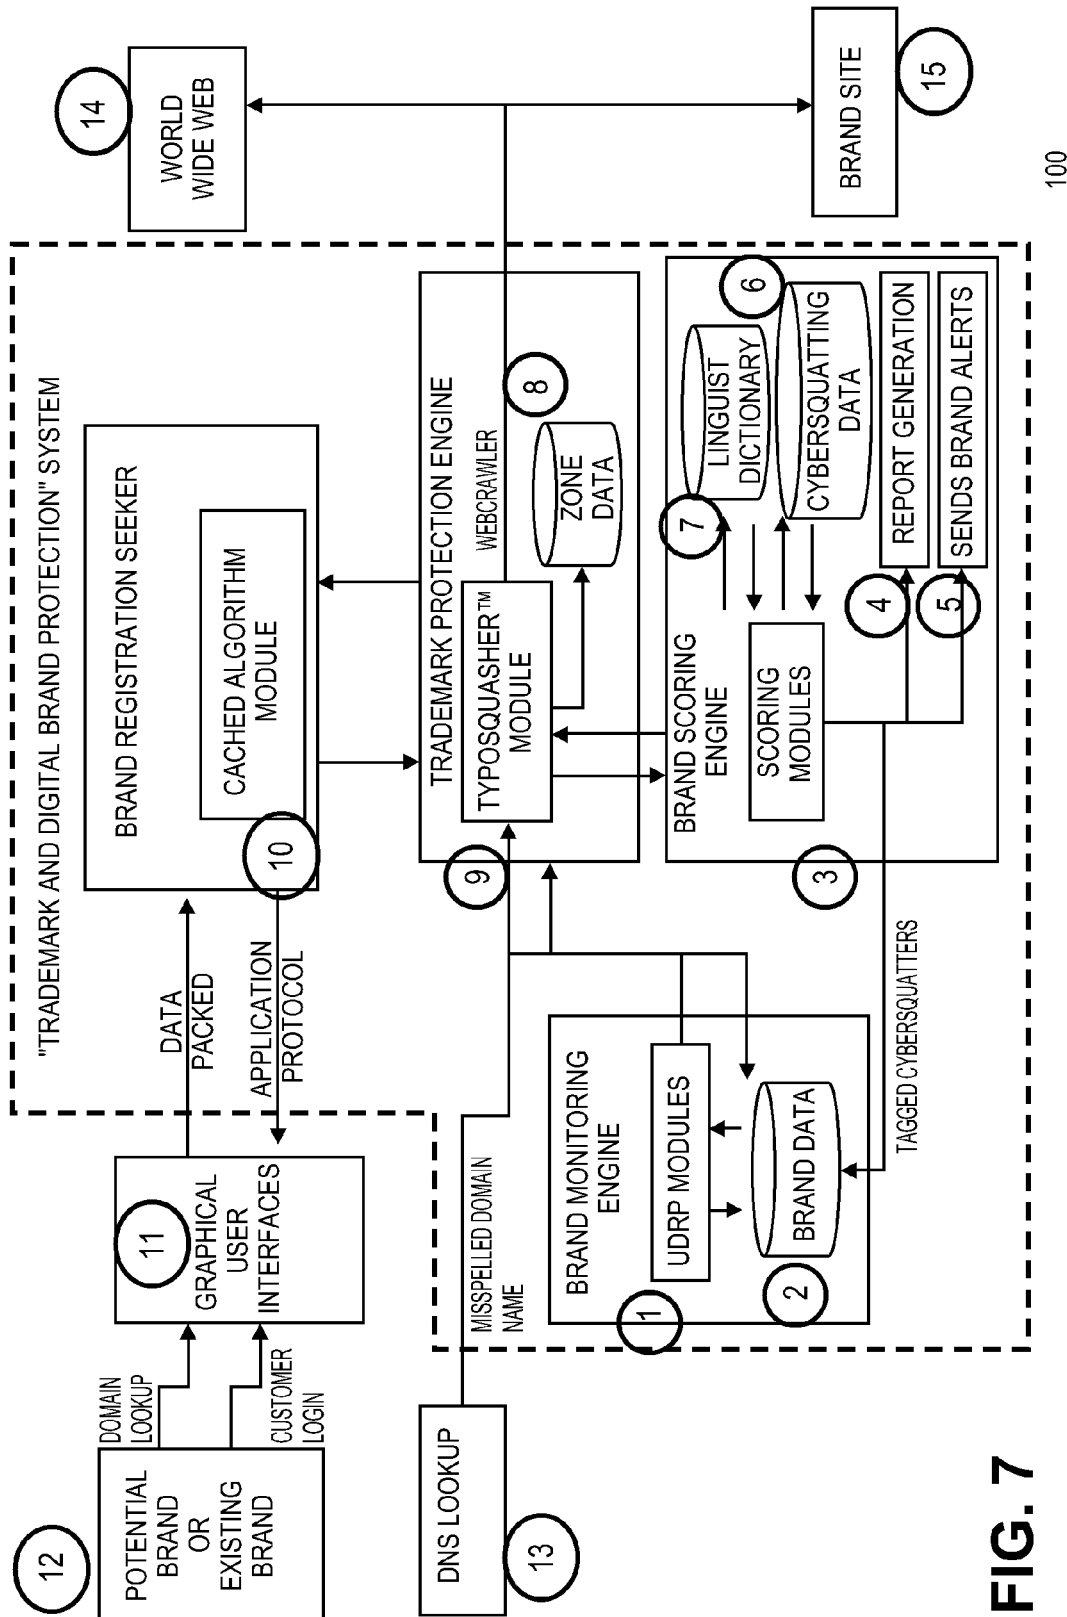 12
POTENTIAL
BRAND
OR
EXISTING
BRAND
DOMAIN
LOOKUP
CUSTOMER
LOGIN
11
GRAPHICAL
USER
INTERFACES
DATA
PACKED
APPLICATION
PROTOCOL
"TRADEMARK AND DIGITAL BRAND PROTECTION" SYSTEM
BRAND REGISTRATION SEEKER
CACHED ALGORITHM
MODULE
10
14
WORLD
WIDE WEB
13
DNS LOOKUP
MISSPELLED DOMAIN
NAME
9
TRADEMARK PROTECTION ENGINE
TYPOSQUASHER™
MODULE
WEBCRAWLER
8
ZONE
DATA
1
BRAND MONITORING
ENGINE
UDRP MODULES
2
BRAND DATA
TAGGED CYBERSQUATTERS
3
BRAND SCORING
ENGINE
SCORING
MODULES
7
LINGUIST
DICTIONARY
6
CYBERSQUATTING
DATA
4
REPORT GENERATION
5
SENDS BRAND ALERTS
BRAND SITE
15
100
FIG. 7